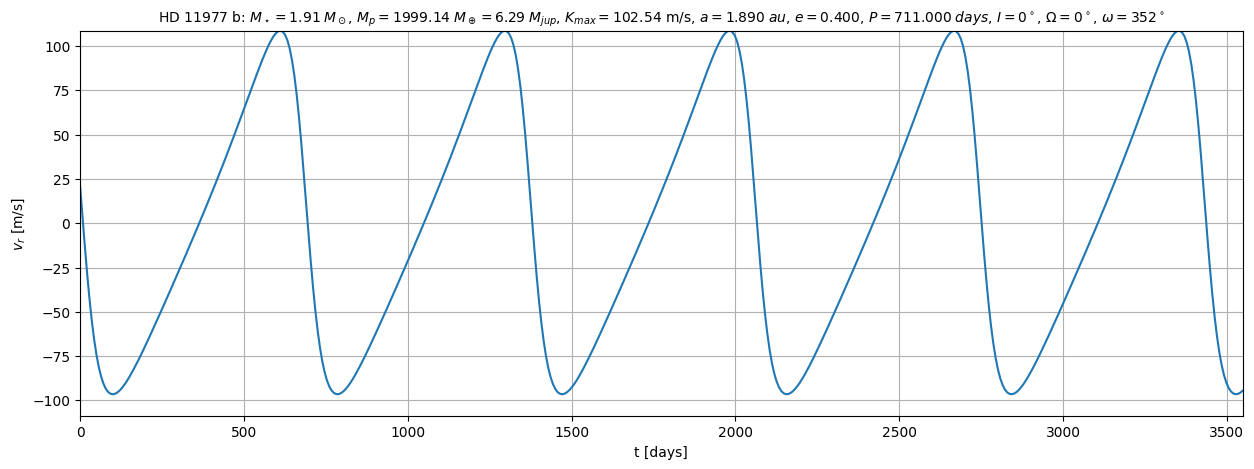 HD 11977 b: M⋆ = 1.91 M⊙, Mp = 1999.14 M⊕ = 6.29 Mjup, Kmax = 102.54 m/s, a = 1.890 au, e = 0.400, P = 711.000 days, I = 0°, Ω = 0°, ω = 352°
100
75
50
25
0
−25
−50
−75
−100
vr [m/s]
0 500 1000 1500 2000 2500 3000 3500
t [days]